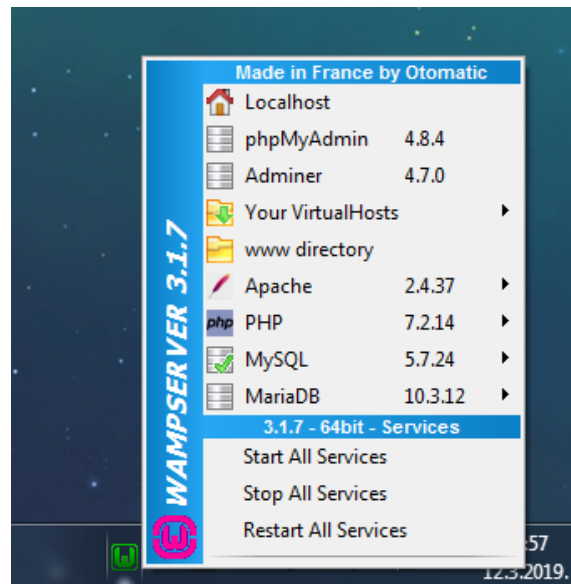 Made in France by Otomatic
Localhost
phpMyAdmin 4.8.4
Adminer 4.7.0
Your VirtualHosts
www directory
Apache 2.4.37
php PHP 7.2.14
MySQL 5.7.24
MariaDB 10.3.12
WAMPSERVER 3.1.7
3.1.7 - 64bit - Services
Start All Services
Stop All Services
Restart All Services
:57
12.3.2019.